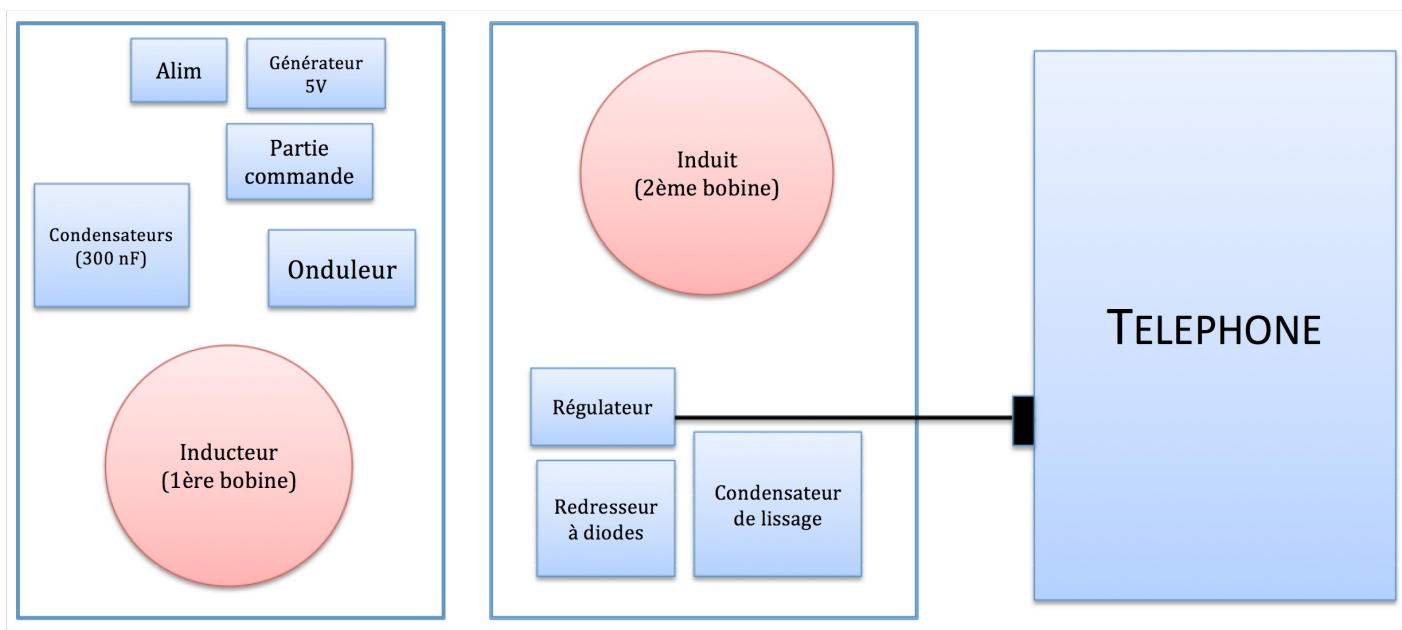 Alim
Générateur
5V
Partie
commande
Condensateurs
(300 nF)
Onduleur
Inducteur
(1ère bobine)
Induit
(2ème bobine)
Régulateur
Redresseur
à diodes
Condensateur
de lissage
TELEPHONE